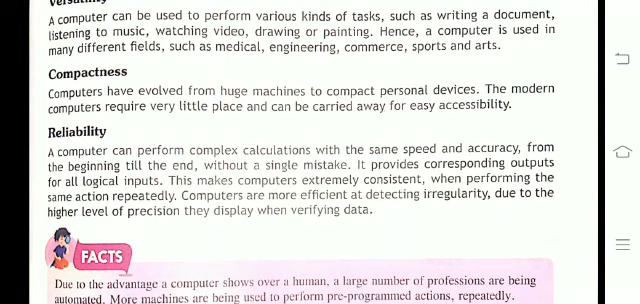 Versatility
A computer can be used to perform various kinds of tasks, such as writing a document,
listening to music, watching video, drawing or painting. Hence, a computer is used in
many different fields, such as medical, engineering, commerce, sports and arts.
Compactness
Computers have evolved from huge machines to compact personal devices. The modern
computers require very little place and can be carried away for easy accessibility.
Reliability
A computer can perform complex calculations with the same speed and accuracy, from
the beginning till the end, without a single mistake. It provides corresponding outputs
for all logical inputs. This makes computers extremely consistent, when performing the
same action repeatedly. Computers are more efficient at detecting irregularity, due to the
higher level of precision they display when verifying data.
FACTS
Due to the advantage a computer shows over a human, a large number of professions are being
automated. More machines are being used to perform pre-programmed actions, repeatedly.